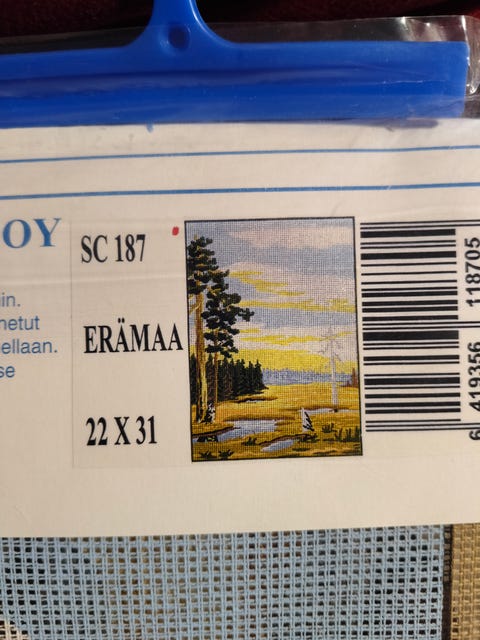 OY
SC 187
in.
netut
ellaan.
se
ERÄMAA
22 X 31
6 419356 118705